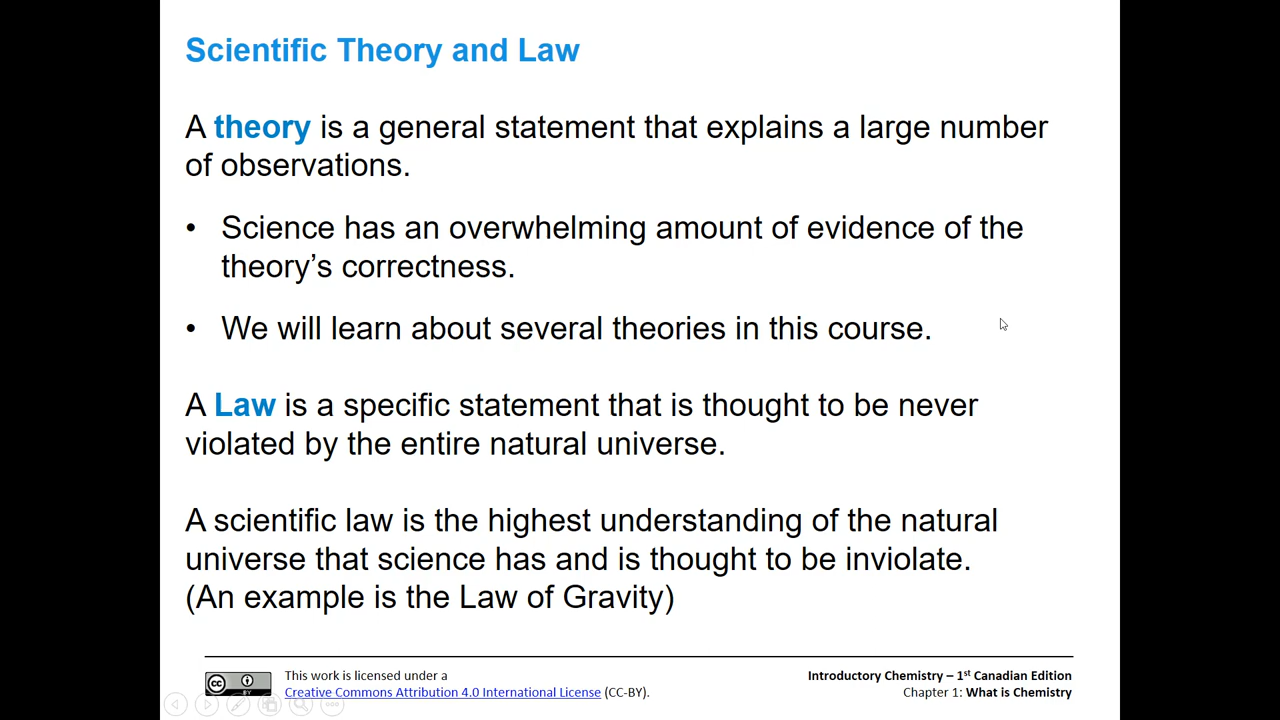 Scientific Theory and Law
A theory is a general statement that explains a large number
of observations.
• Science has an overwhelming amount of evidence of the
theory’s correctness.
• We will learn about several theories in this course.
A Law is a specific statement that is thought to be never
violated by the entire natural universe.
A scientific law is the highest understanding of the natural
universe that science has and is thought to be inviolate.
(An example is the Law of Gravity)
cc BY
This work is licensed under a
Creative Commons Attribution 4.0 International License (CC-BY).
Introductory Chemistry – 1st Canadian Edition
Chapter 1: What is Chemistry